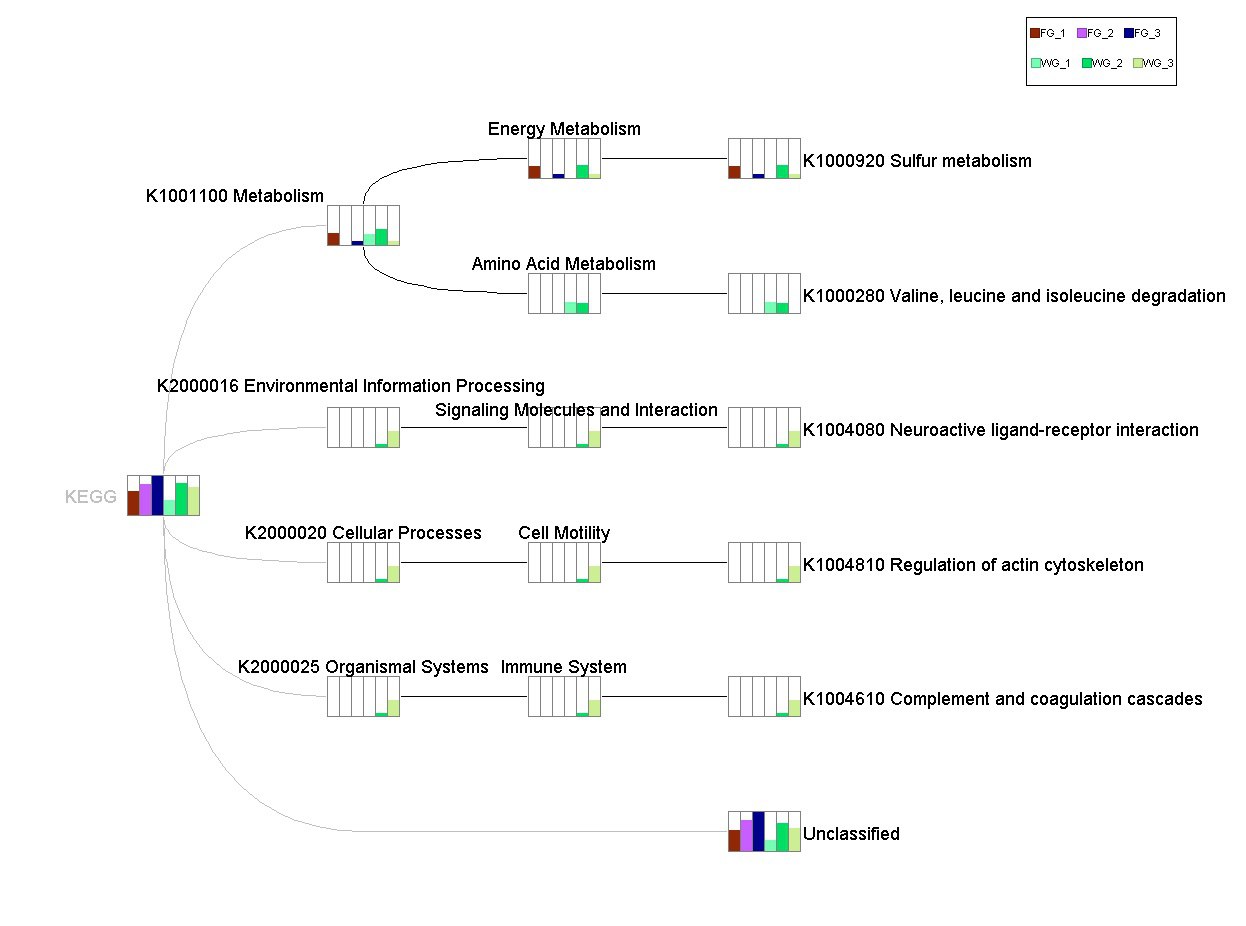 FG_1 FG_2 FG_3
WG_1 WG_2 WG_3
Energy Metabolism
K1000920 Sulfur metabolism
K1001100 Metabolism
Amino Acid Metabolism
K1000280 Valine, leucine and isoleucine degradation
K2000016 Environmental Information Processing
Signaling Molecules and Interaction
K1004080 Neuroactive ligand-receptor interaction
KEGG
K2000020 Cellular Processes
Cell Motility
K1004810 Regulation of actin cytoskeleton
K2000025 Organismal Systems
Immune System
K1004610 Complement and coagulation cascades
Unclassified